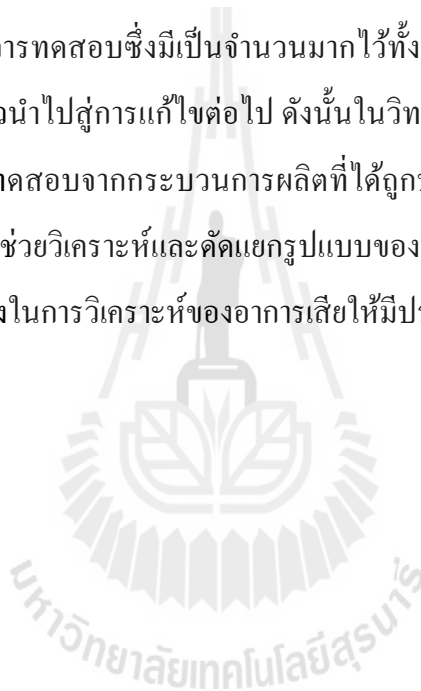 การทดสอบซึ่งมีเป็นจำนวนมากไว้ทั้ง
นำไปสู่การแก้ไขต่อไป ดังนั้นในวิท
ทดสอบจากกระบวนการผลิตที่ได้ถูก
ช่วยวิเคราะห์และคัดแยกรูปแบบของ
ในการวิเคราะห์ของอาการเสียให้มีประ
มหาวิทยาลัยเทคโนโลยีสุรนารี